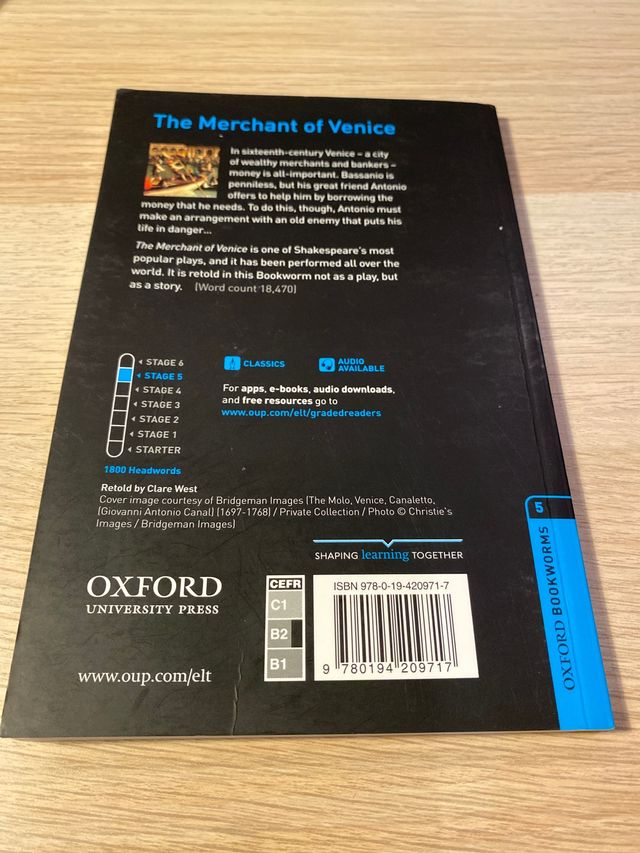 The Merchant of Venice
In sixteenth-century Venice – a city
of wealthy merchants and bankers –
money is all-important. Bassanio is
penniless, but his great friend Antonio
offers to help him by borrowing the
money that he needs. To do this, though, Antonio must
make an arrangement with an old enemy that puts his
life in danger...
The Merchant of Venice is one of Shakespeare's most
popular plays, and it has been performed all over the
world. It is retold in this Bookworm not as a play, but
as a story. (Word count 18,470)
STAGE 6
STAGE 5
STAGE 4
STAGE 3
STAGE 2
STAGE 1
STARTER
1800 Headwords
CLASSICS
AUDIO
AVAILABLE
For apps, e-books, audio downloads,
and free resources go to
www.oup.com/elt/gradedreaders
Retold by Clare West
Cover image courtesy of Bridgeman Images (The Molo, Venice, Canaletto,
(Giovanni Antonio Canal) (1697-1768) / Private Collection / Photo © Christie's
Images / Bridgeman Images)
SHAPING learning TOGETHER
OXFORD
UNIVERSITY PRESS
www.oup.com/elt
CEFR
C1
B2
B1
ISBN 978-0-19-420971-7
9 780194 209717
5
OXFORD BOOKWORMS